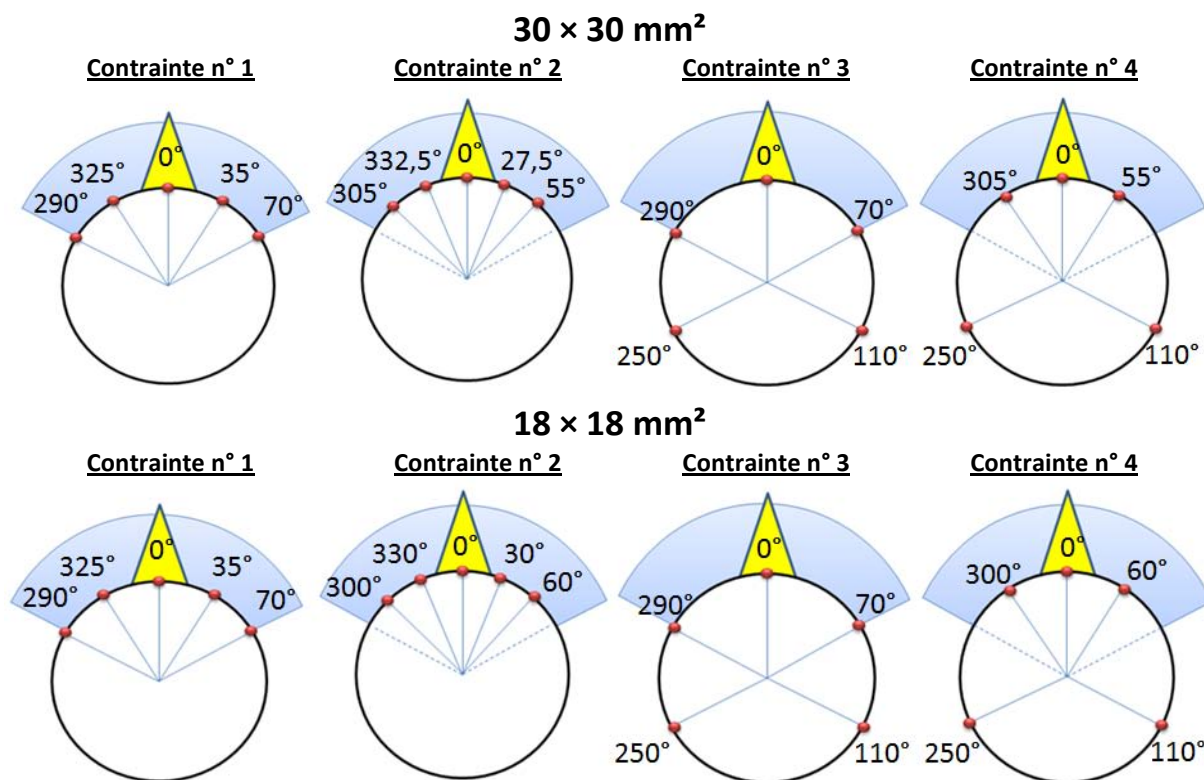 30 × 30 mm²
Contrainte n° 1 Contrainte n° 2 Contrainte n° 3 Contrainte n° 4
290° 325° 0° 35° 70°
305° 332,5° 0° 27,5° 55°
290° 0° 70°
250° 110°
305° 0° 55°
250° 110°
18 × 18 mm²
Contrainte n° 1 Contrainte n° 2 Contrainte n° 3 Contrainte n° 4
290° 325° 0° 35° 70°
300° 330° 0° 30° 60°
290° 0° 70°
250° 110°
300° 0° 60°
250° 110°